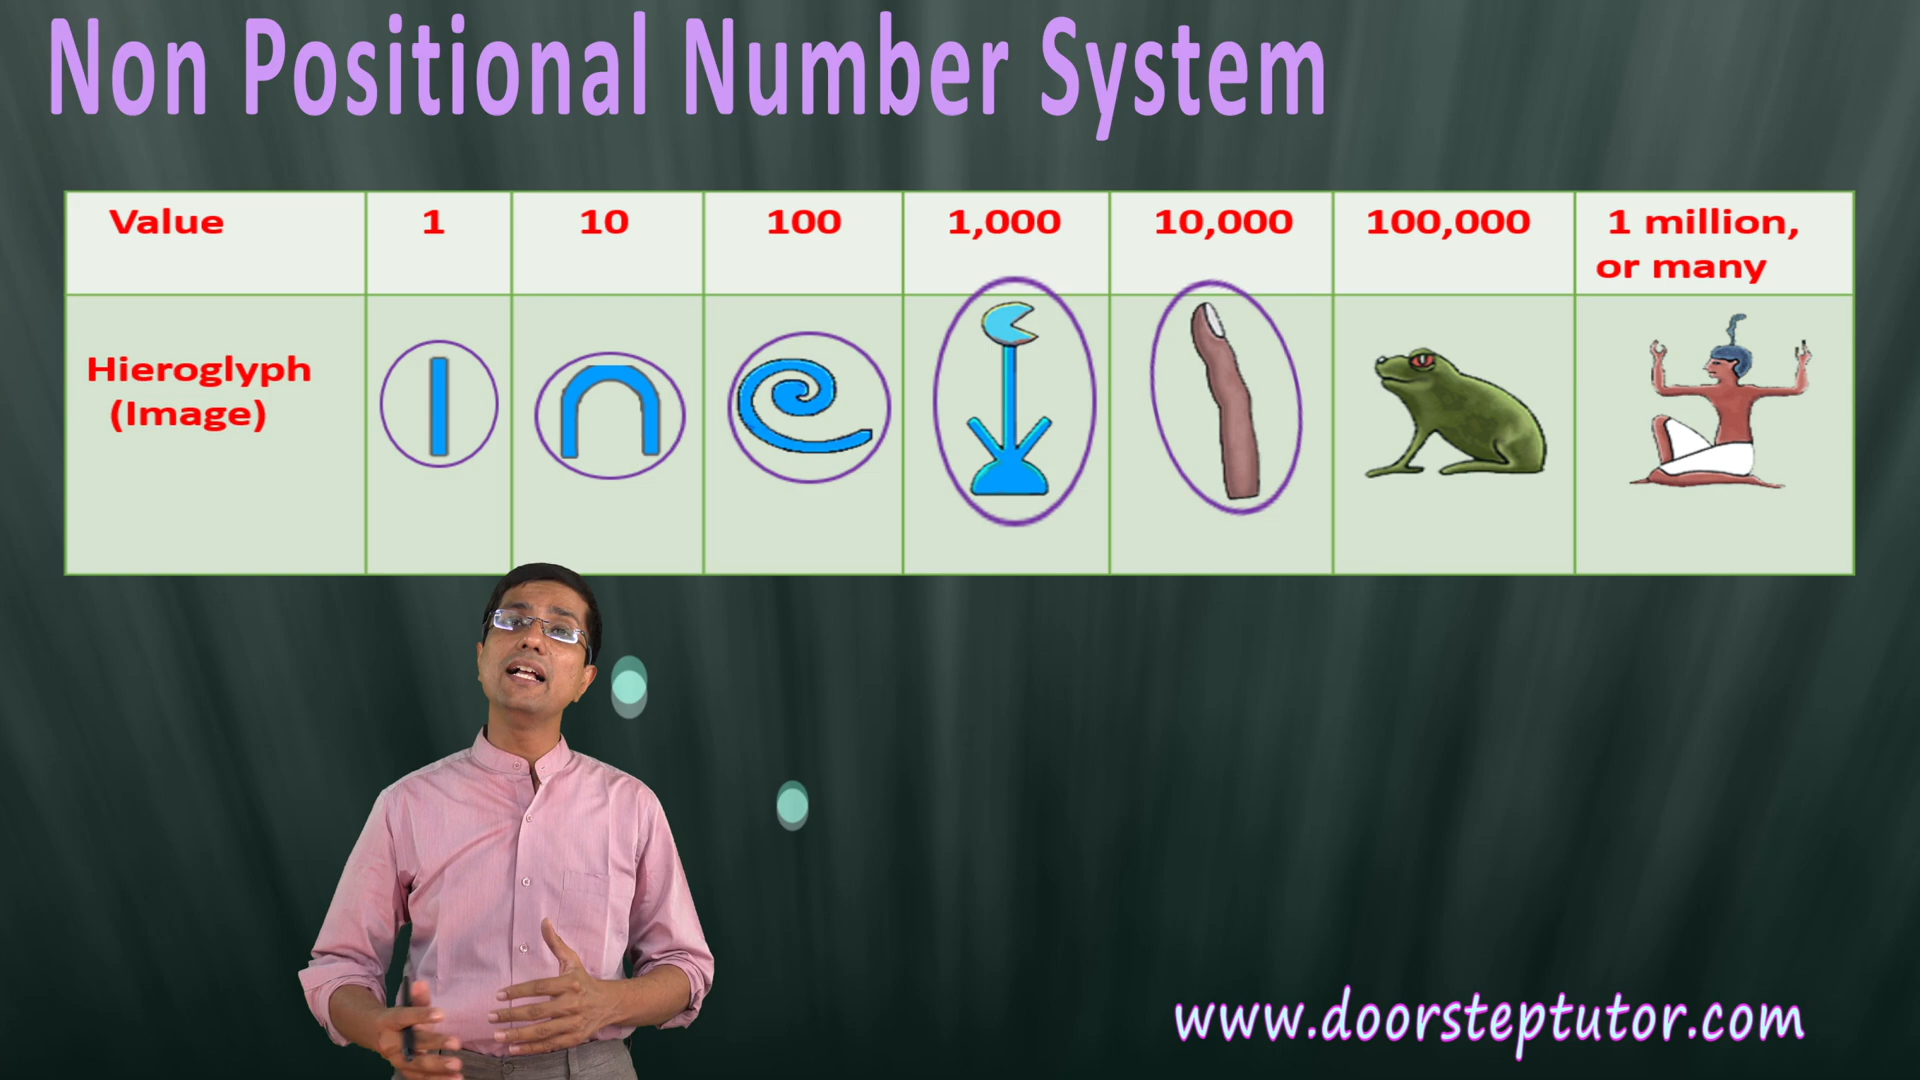 Non Positional Number System
Value 1 10 100 1,000 10,000 100,000 1 million,
or many
Hieroglyph
(Image)
www.doorsteptutor.com